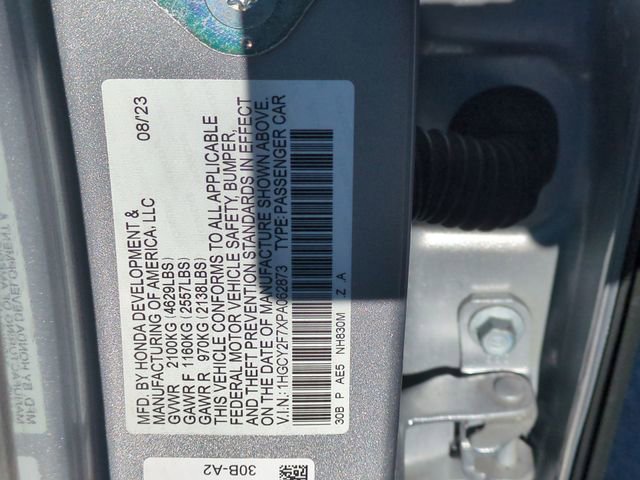 MFD. BY HONDA DEVELOPMENT & 08/23
MANUFACTURING OF AMERICA, LLC
GVWR 2100KG (4629LBS)
GAWR F 1160KG (2557LBS)
GAWR R 970KG (2138LBS)
THIS VEHICLE CONFORMS TO ALL APPLICABLE
FEDERAL MOTOR VEHICLE SAFETY, BUMPER,
AND THEFT PREVENTION STANDARDS IN EFFECT
ON THE DATE OF MANUFACTURE SHOWN ABOVE.
V.I.N.: 1HGCY2F7XPA062873 TYPE: PASSENGER CAR
30B P AE5 NH830M .Z .A
30B-A2